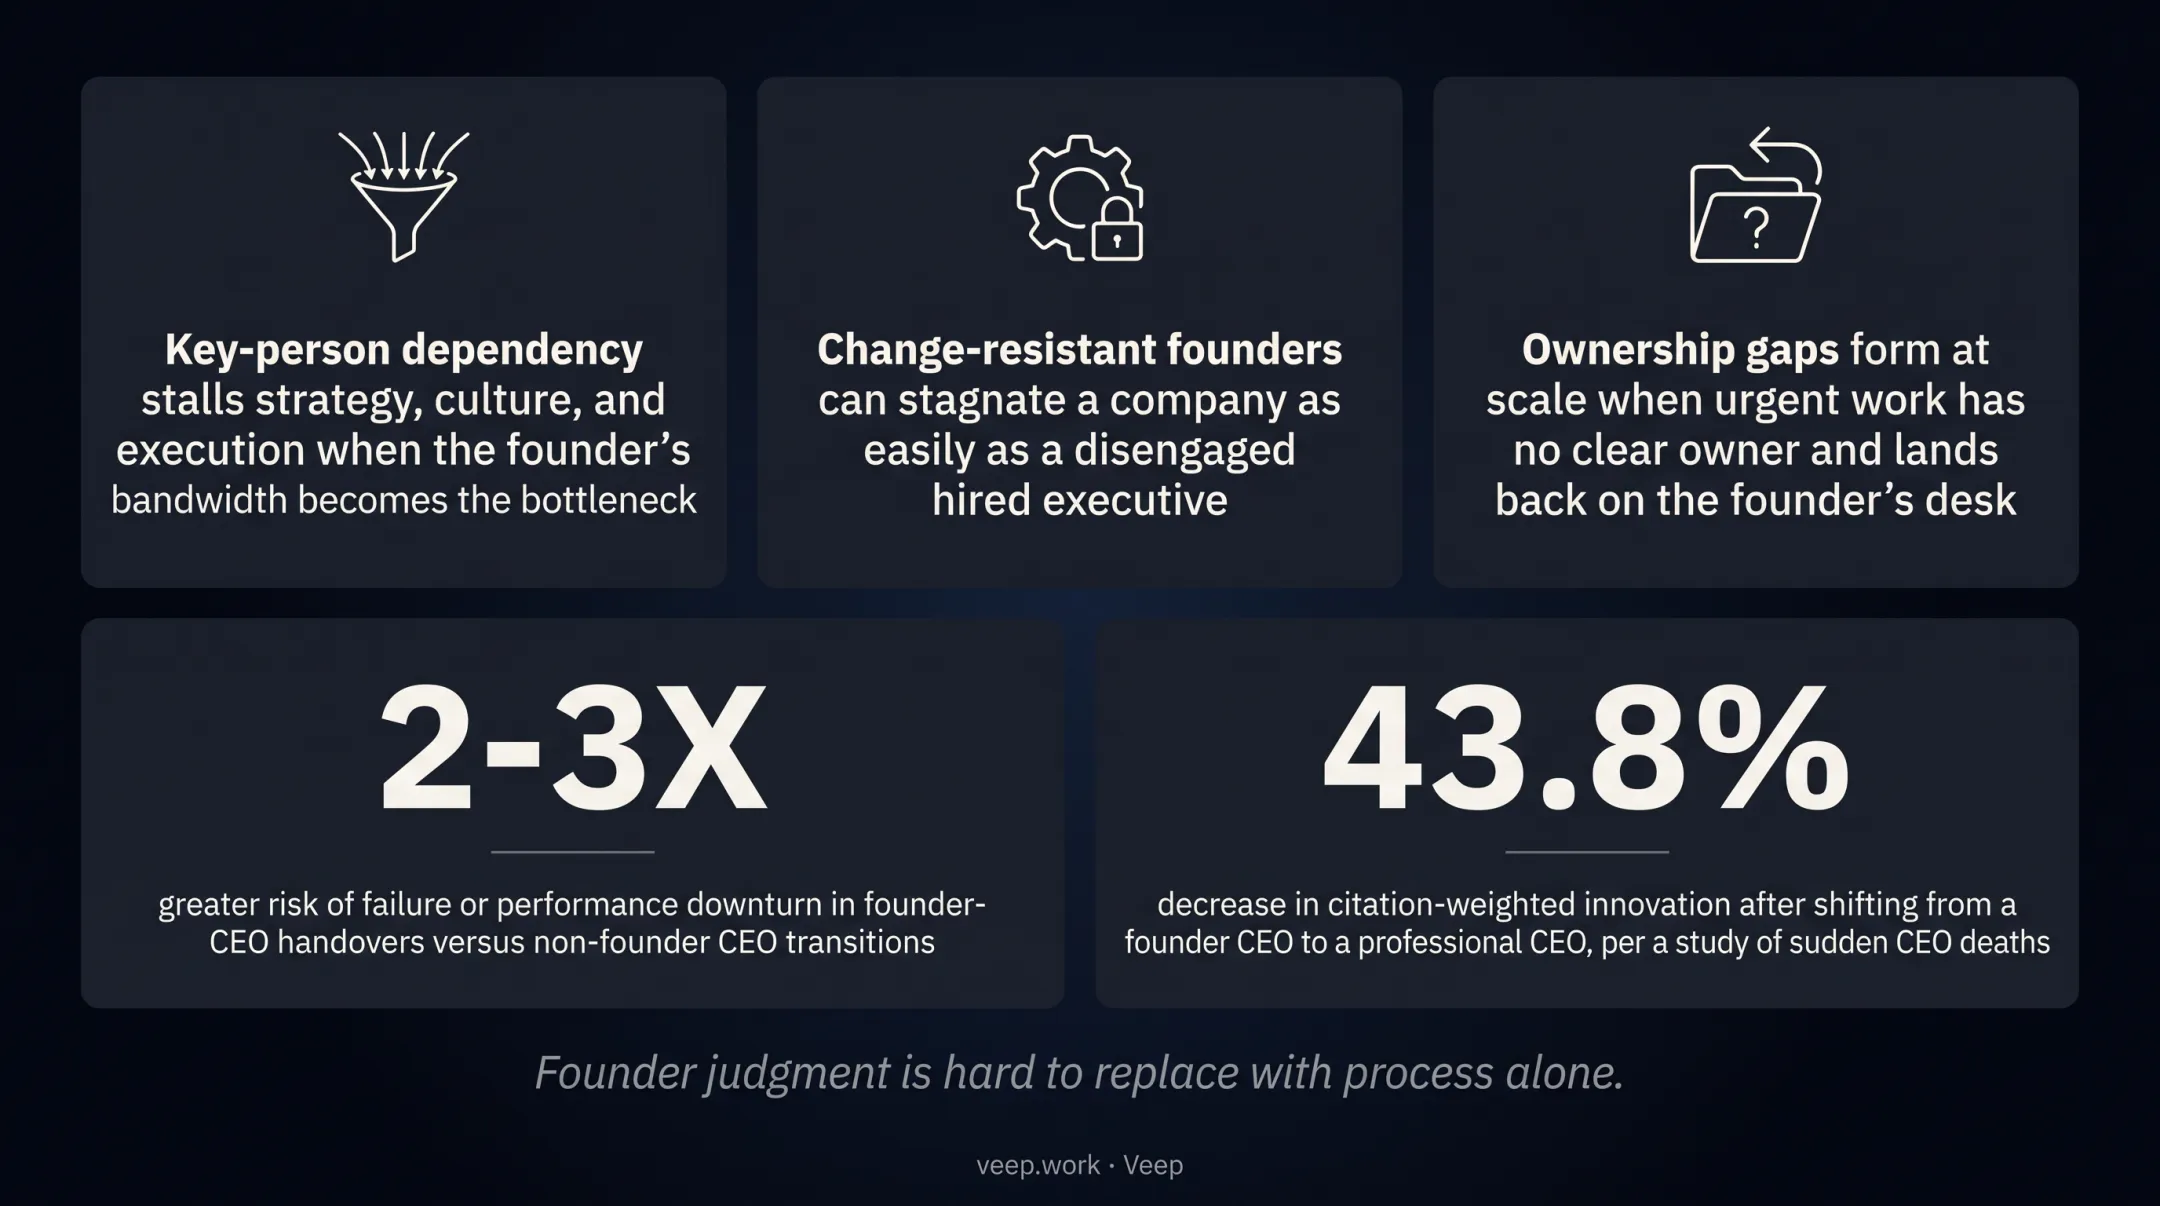 Key-person dependency
stalls strategy, culture, and
execution when the founder’s
bandwidth becomes the bottleneck
Change-resistant founders
can stagnate a company as
easily as a disengaged
hired executive
?
Ownership gaps form at
scale when urgent work has
no clear owner and lands
back on the founder’s desk
2-3X
greater risk of failure or performance downturn in founder-
CEO handovers versus non-founder CEO transitions
43.8%
decrease in citation-weighted innovation after shifting from a
founder CEO to a professional CEO, per a study of sudden CEO deaths
Founder judgment is hard to replace with process alone.
veep.work · Veep